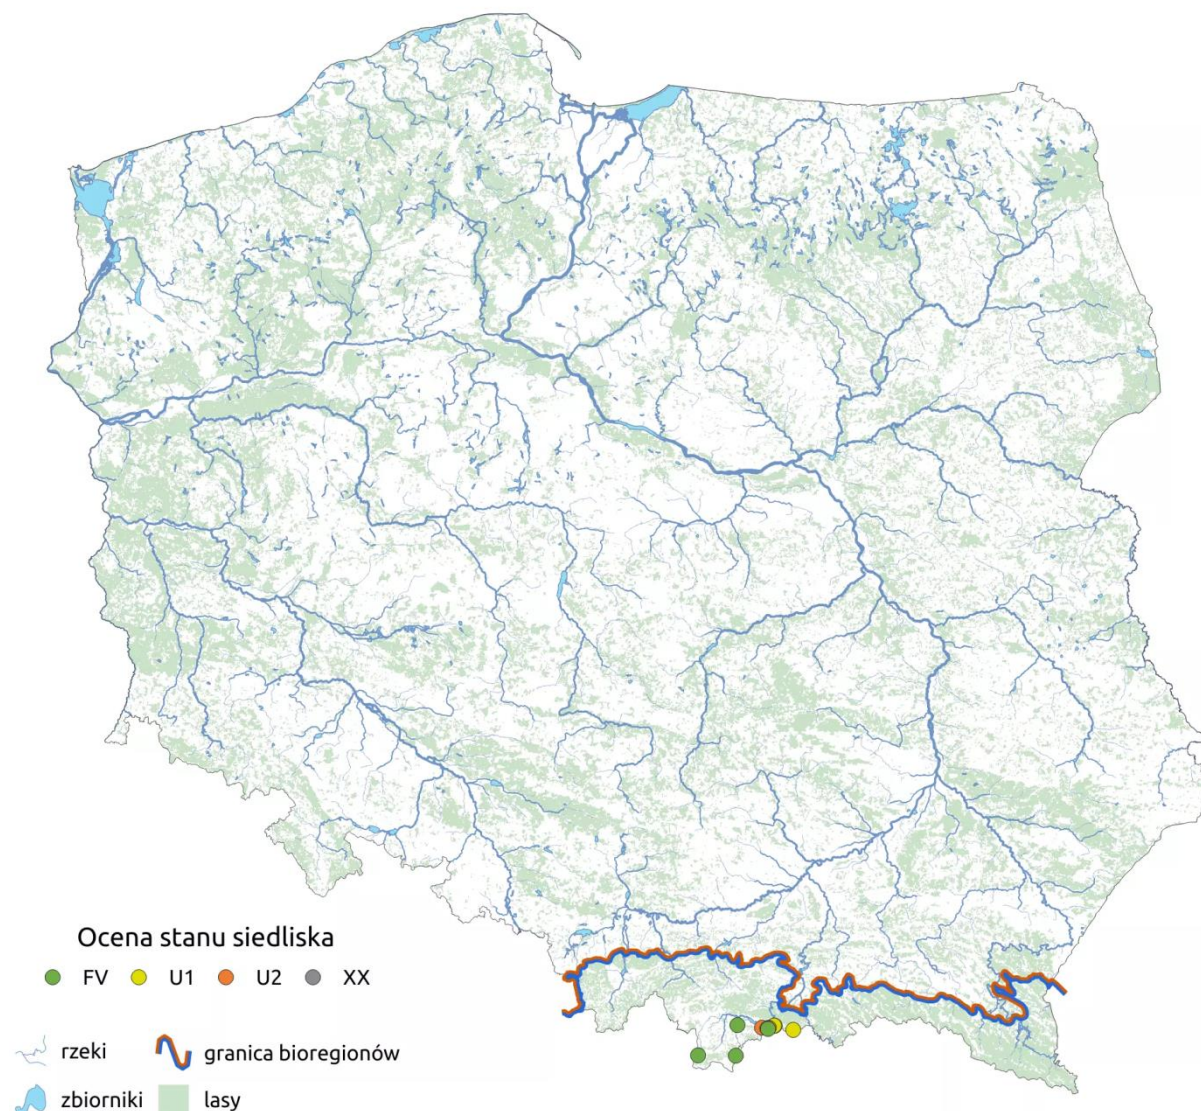 Ocena stanu siedliska
FV U1 U2 XX
rzeki granica bioregionów
zbiorniki lasy